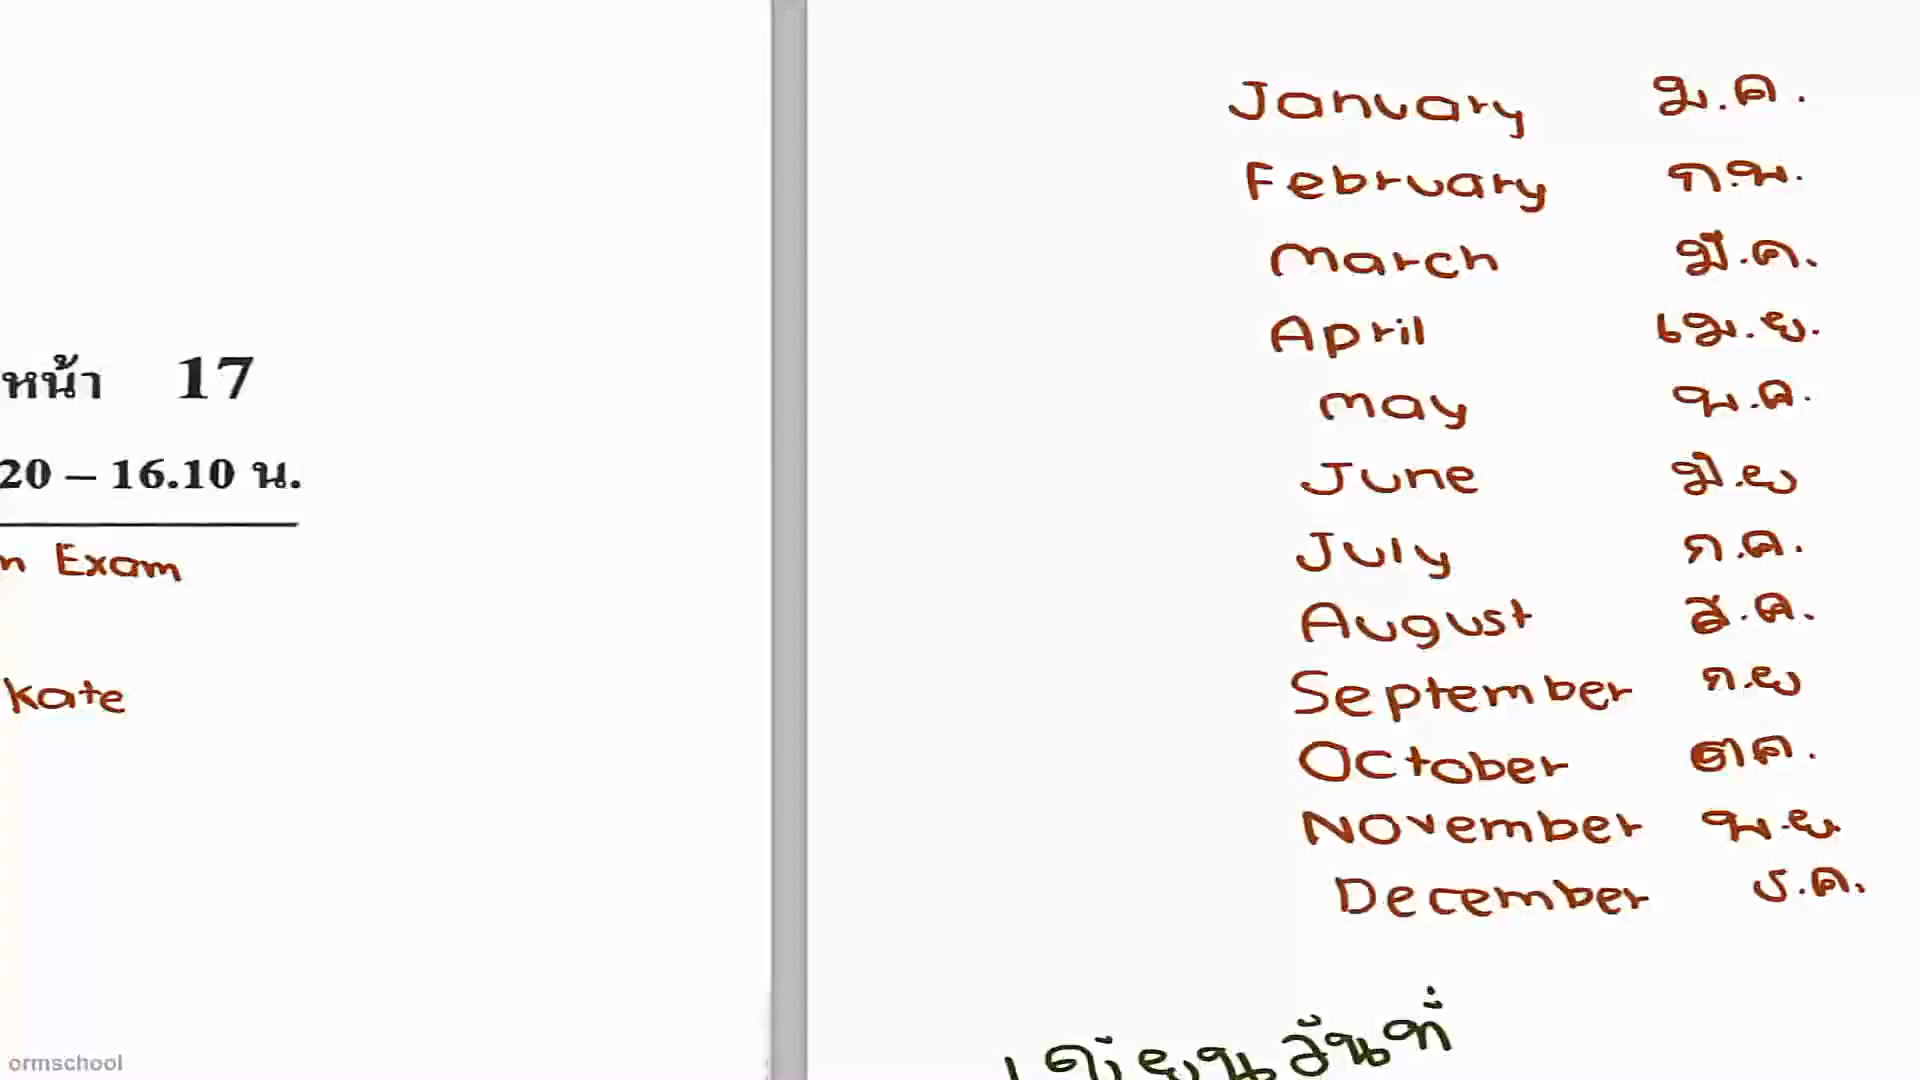 หน้า 17
20 – 16.10 น.
n Exam
kate
January ม.ค.
February ก.พ.
March มี.ค.
April เม.ย.
may พ.ค.
June มิ.ย
July ก.ค.
August ส.ค.
September ก.ย
October ต.ค.
November พ.ย
December ธ.ค.
เขียนวันที่
ormschool